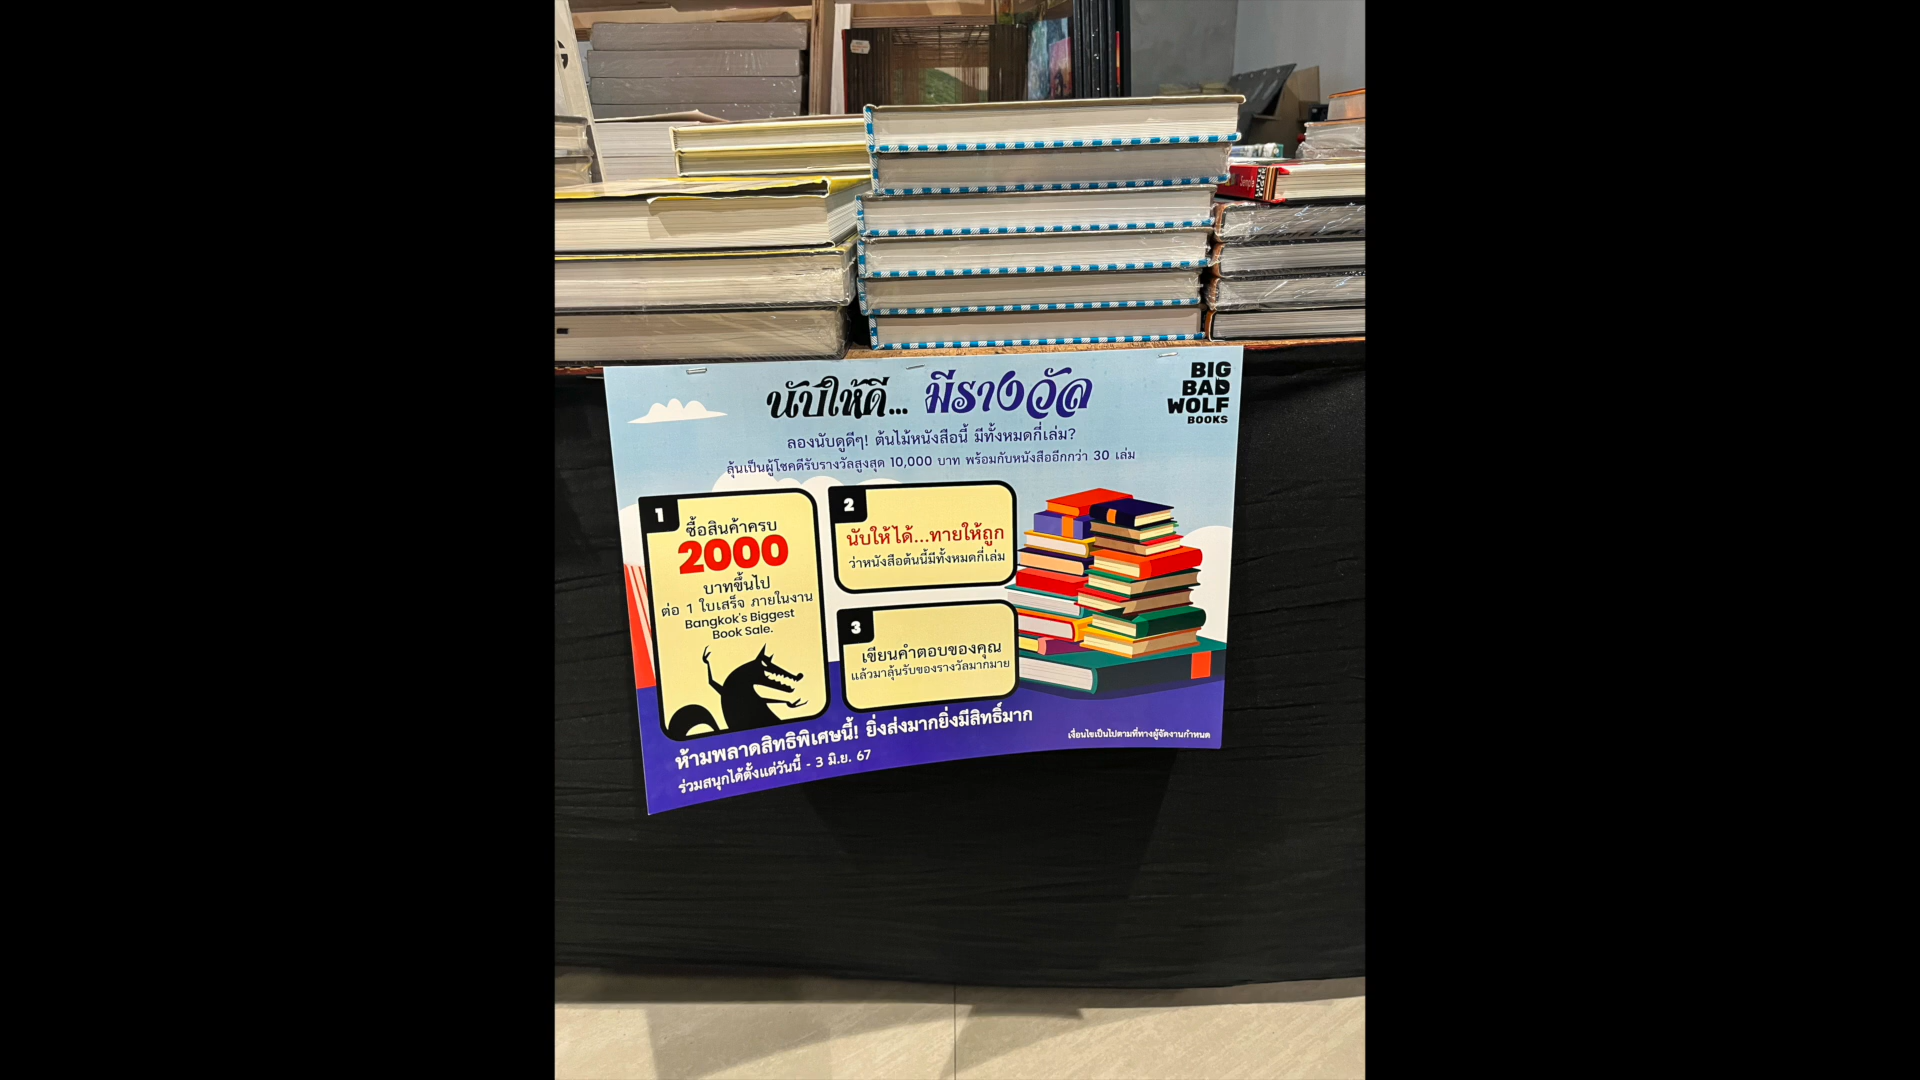 นับให้ดี... มีรางวัล
BIG
BAD
WOLF
BOOKS
ลองนับดูดีๆ! ต้นไม้หนังสือนี้ มีทั้งหมดกี่เล่ม?
ลุ้นเป็นผู้โชคดีรับรางวัลสูงสุด 10,000 บาท พร้อมกับหนังสืออีกกว่า 30 เล่ม
1
ซื้อสินค้าครบ
2000
บาทขึ้นไป
ต่อ 1 ใบเสร็จ ภายในงาน
Bangkok's Biggest
Book Sale.
2
นับให้ได้...ทายให้ถูก
ว่าหนังสือต้นนี้มีทั้งหมดกี่เล่ม
3
เขียนคำตอบของคุณ
แล้วมาลุ้นรับของรางวัลมากมาย
ห้ามพลาดสิทธิพิเศษนี้! ยิ่งส่งมากยิ่งมีสิทธิ์มาก
ร่วมสนุกได้ตั้งแต่วันนี้ - 3 มิ.ย. 67
เงื่อนไขเป็นไปตามที่ทางผู้จัดงานกำหนด